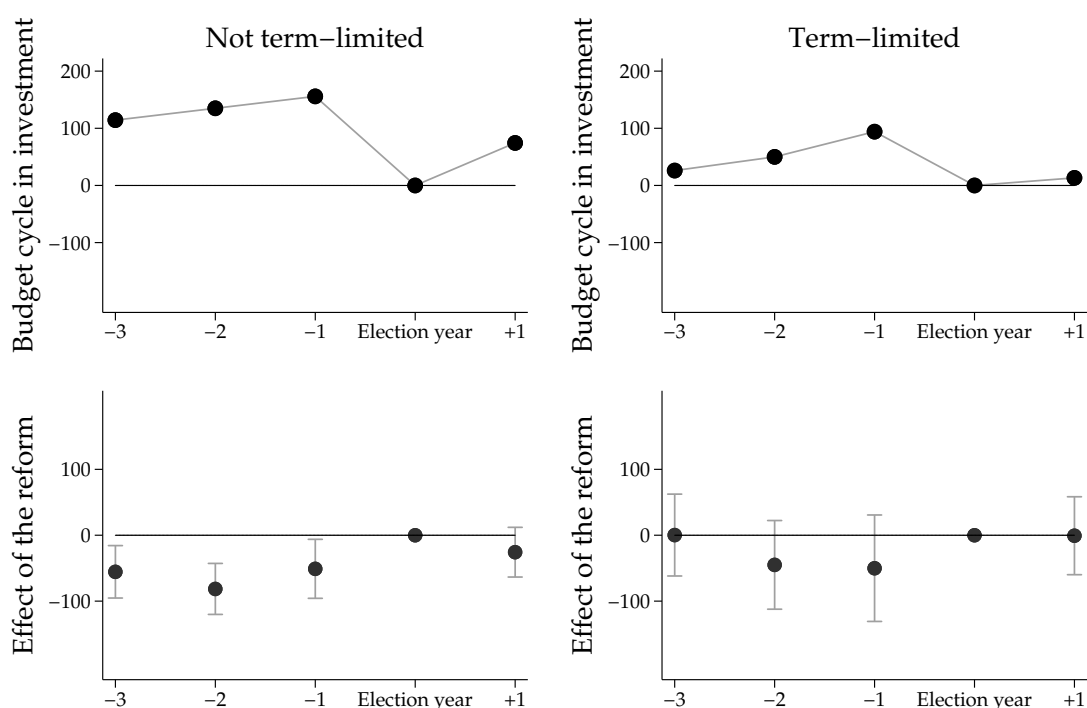 Not term–limited
Budget cycle in investment
200
100
0
−100
−3 −2 −1 Election year +1
Term–limited
Budget cycle in investment
200
100
0
−100
−3 −2 −1 Election year +1
Effect of the reform
100
0
−100
−3 −2 −1 Election year +1
Effect of the reform
100
0
−100
−3 −2 −1 Election year +1